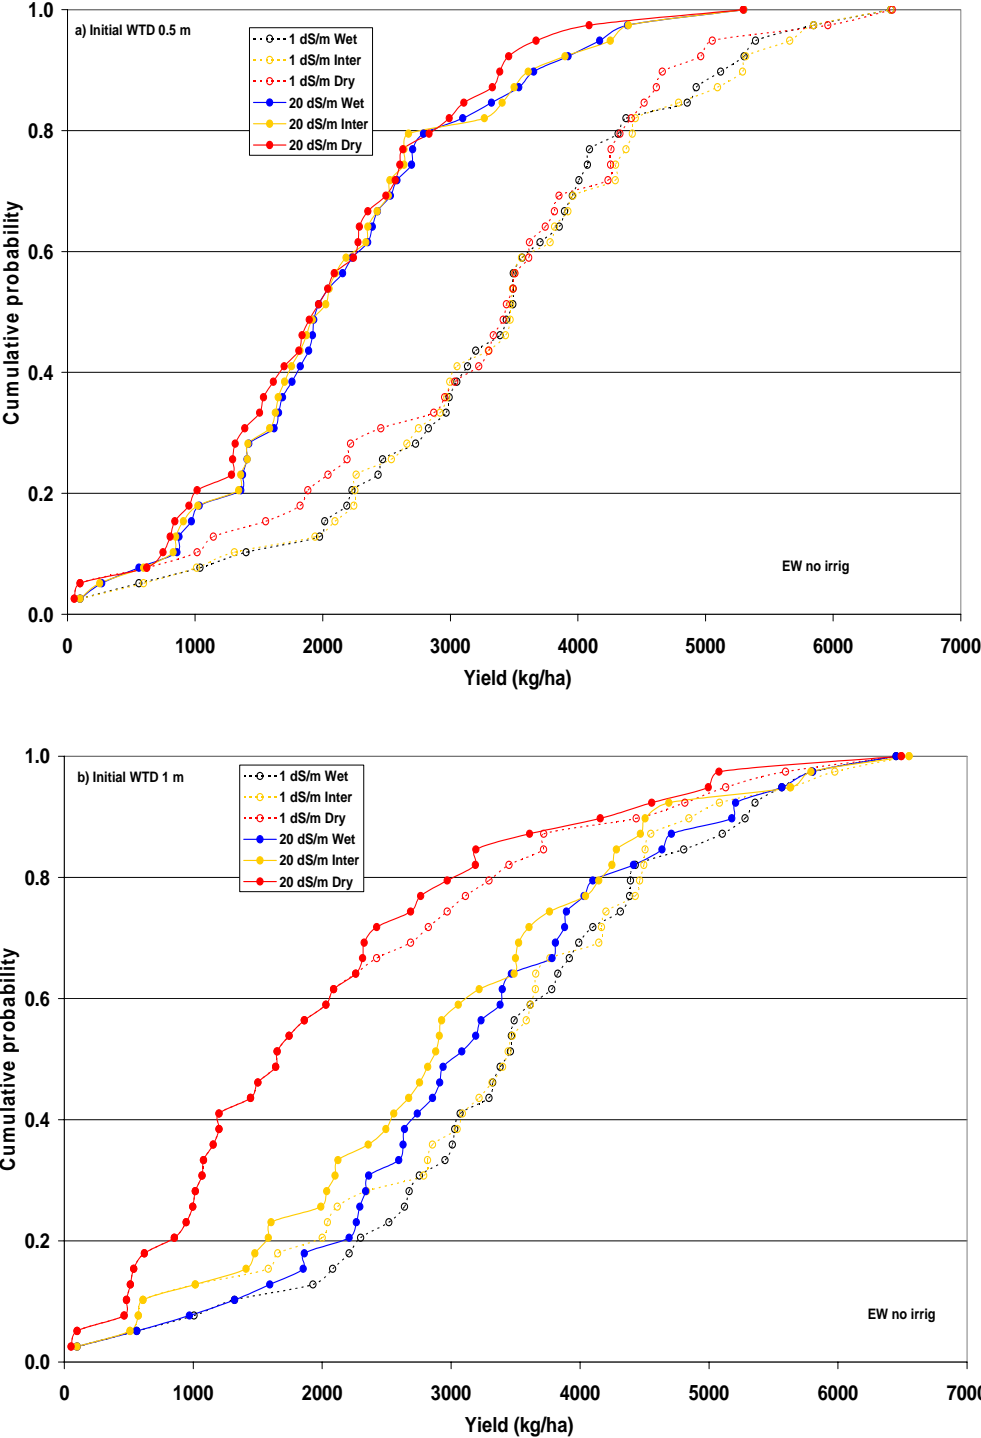 a) Initial WTD 0.5 m
1 dS/m Wet
1 dS/m Inter
1 dS/m Dry
20 dS/m Wet
20 dS/m Inter
20 dS/m Dry
1.0
0.8
0.6
0.4
0.2
0.0
Cumulative probability
EW no irrig
0 1000 2000 3000 4000 5000 6000 7000
Yield (kg/ha)
b) Initial WTD 1 m
1 dS/m Wet
1 dS/m Inter
1 dS/m Dry
20 dS/m Wet
20 dS/m Inter
20 dS/m Dry
1.0
0.8
0.6
0.4
0.2
0.0
Cumulative probability
EW no irrig
0 1000 2000 3000 4000 5000 6000 7000
Yield (kg/ha)